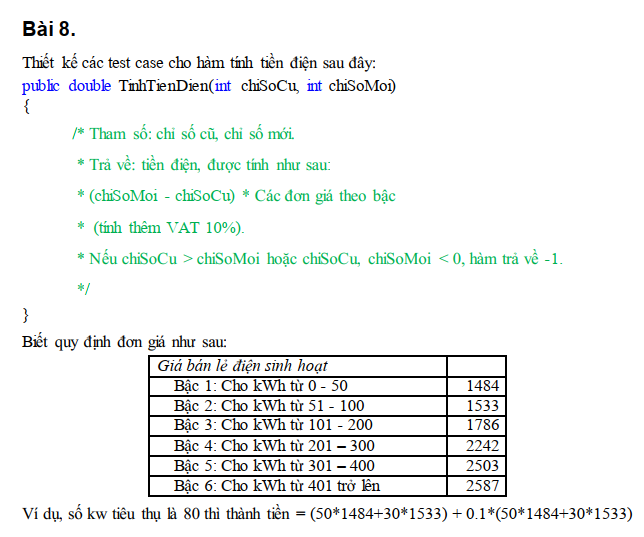 Bài 8.
Thiết kế các test case cho hàm tính tiền điện sau đây:
public double TinhTienDien(int chiSoCu, int chiSoMoi)
{
/* Tham số: chỉ số cũ, chỉ số mới.
* Trả về: tiền điện, được tính như sau:
* (chiSoMoi - chiSoCu) * Các đơn giá theo bậc
* (tính thêm VAT 10%).
* Nếu chiSoCu > chiSoMoi hoặc chiSoCu, chiSoMoi < 0, hàm trả về -1.
*/
}
Biết quy định đơn giá như sau:
Giá bán lẻ điện sinh hoạt
Bậc 1: Cho kWh từ 0 - 50 1484
Bậc 2: Cho kWh từ 51 - 100 1533
Bậc 3: Cho kWh từ 101 - 200 1786
Bậc 4: Cho kWh từ 201 – 300 2242
Bậc 5: Cho kWh từ 301 – 400 2503
Bậc 6: Cho kWh từ 401 trở lên 2587
Ví dụ, số kw tiêu thụ là 80 thì thành tiền = (50*1484+30*1533) + 0.1*(50*1484+30*1533)